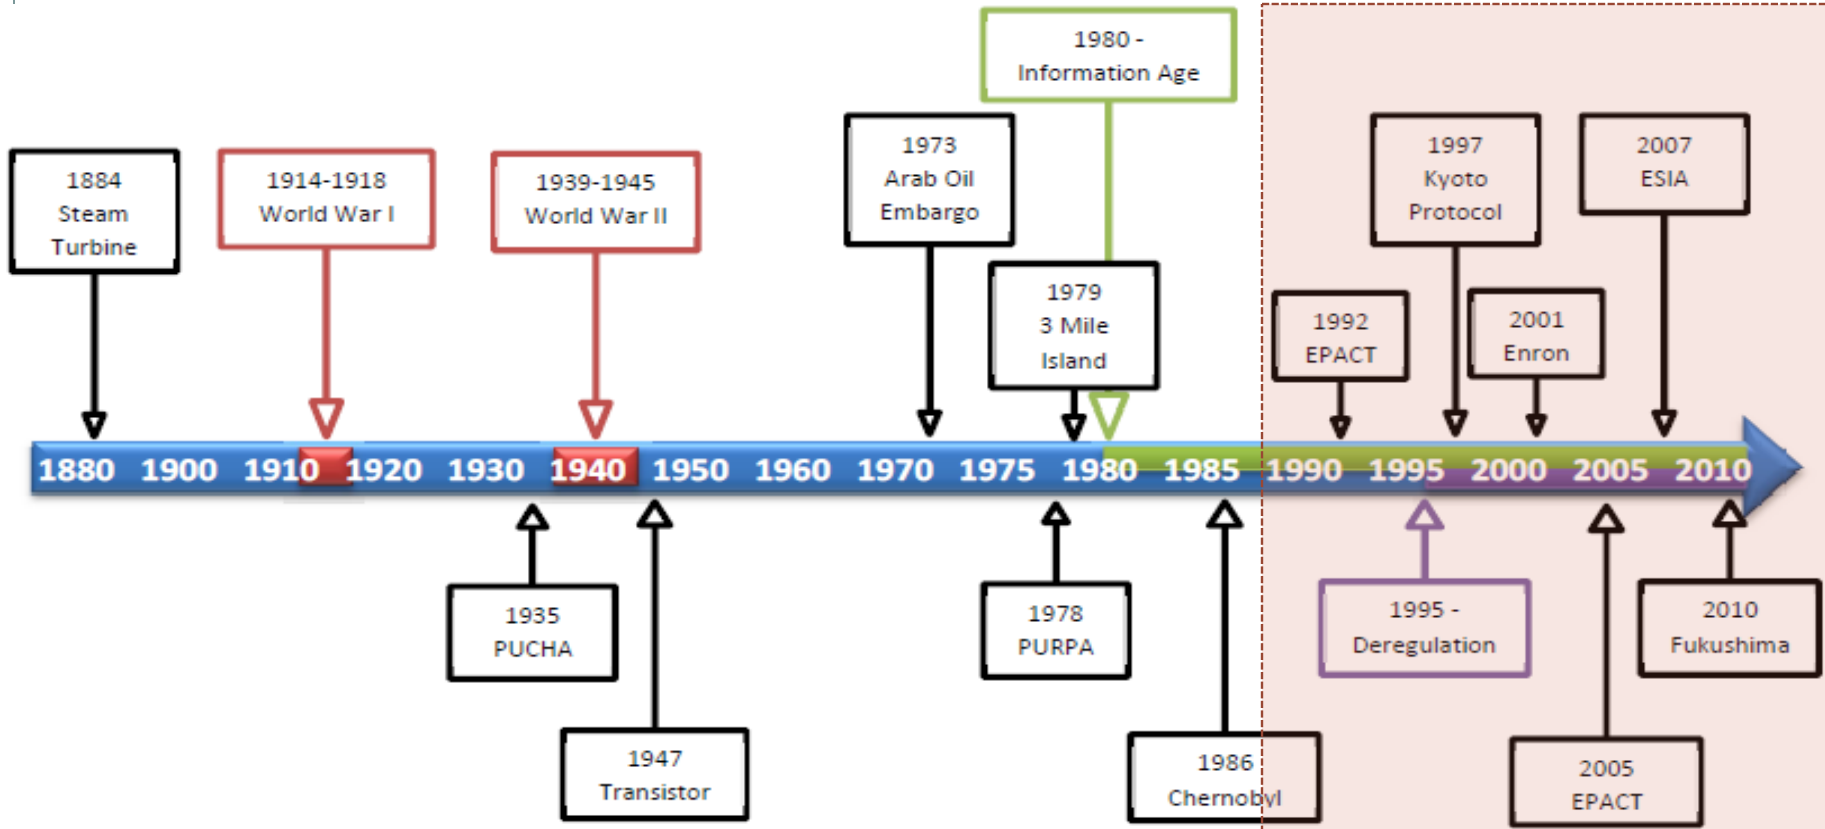 1980 -
Information Age
1884
Steam
Turbine
1914-1918
World War I
1939-1945
World War II
1973
Arab Oil
Embargo
1979
3 Mile
Island
1992
EPACT
1997
Kyoto
Protocol
2001
Enron
2007
ESIA
1880 1900 1910 1920 1930 1940 1950 1960 1970 1975 1980 1985 1990 1995 2000 2005 2010
1935
PUCHA
1947
Transistor
1978
PURPA
1986
Chernobyl
1995 -
Deregulation
2005
EPACT
2010
Fukushima